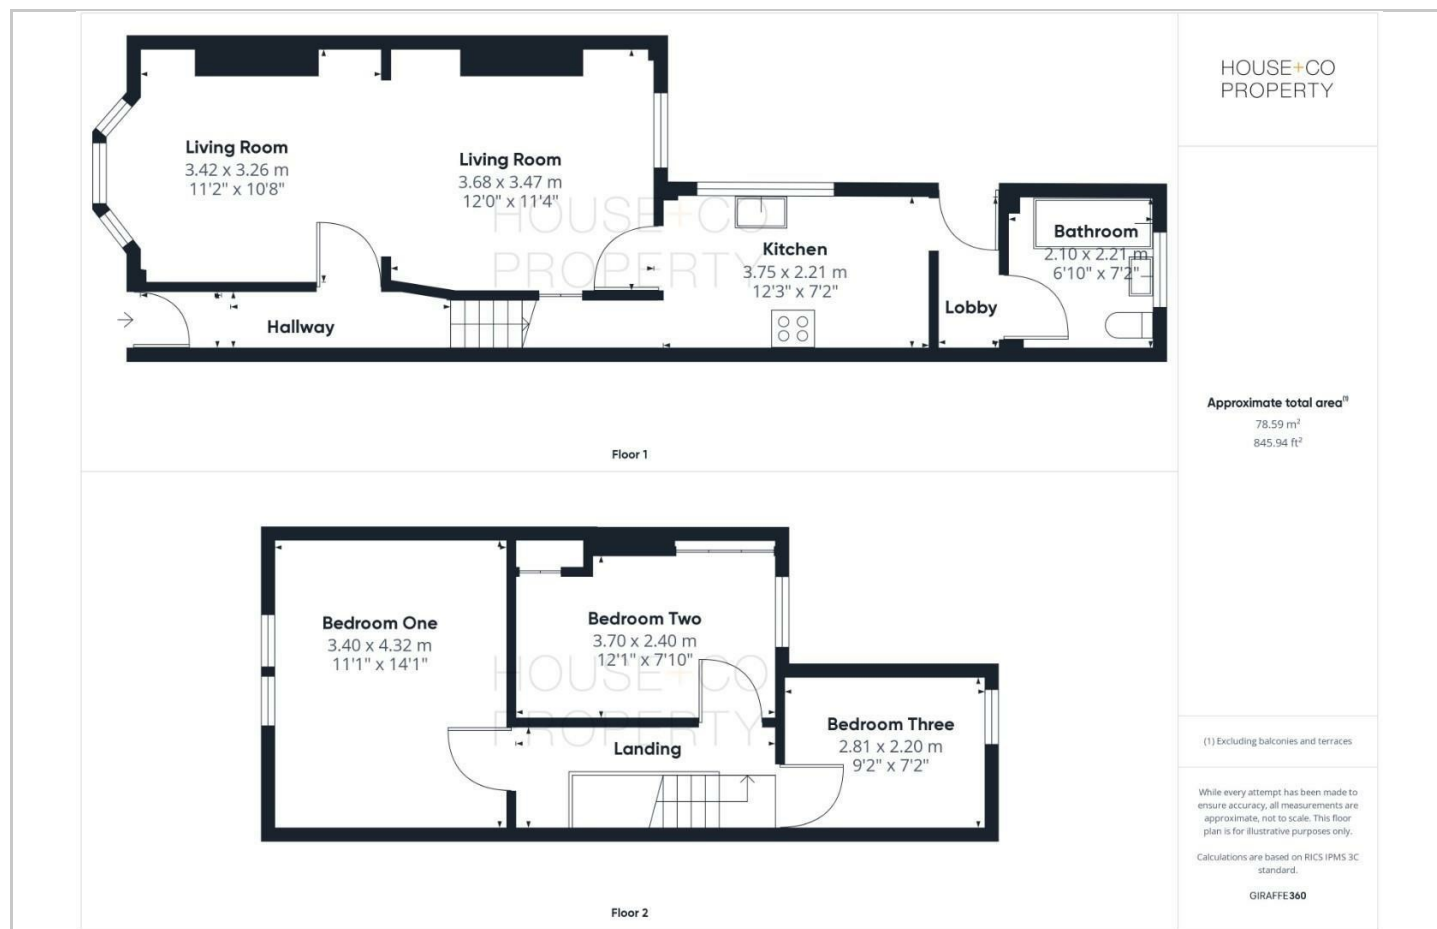 Living Room
3.42 x 3.26 m
11'2" x 10'8"
Living Room
3.68 x 3.47 m
12'0" x 11'4"
HOUSE+CO
PROPERTY
Kitchen
3.75 x 2.21 m
12'3" x 7'2"
Bathroom
2.10 x 2.21 m
6'10" x 7'2"
Lobby
Hallway
Floor 1
Bedroom One
3.40 x 4.32 m
11'1" x 14'1"
Bedroom Two
3.70 x 2.40 m
12'1" x 7'10"
HOUSE+CO
PROPERTY
Landing
Bedroom Three
2.81 x 2.20 m
9'2" x 7'2"
Floor 2
HOUSE+CO
PROPERTY
Approximate total area(1)
78.59 m²
845.94 ft²
(1) Excluding balconies and terraces
While every attempt has been made to
ensure accuracy, all measurements are
approximate, not to scale. This floor
plan is for illustrative purposes only.
Calculations are based on RICS IPMS 3C
standard.
GIRAFFE360